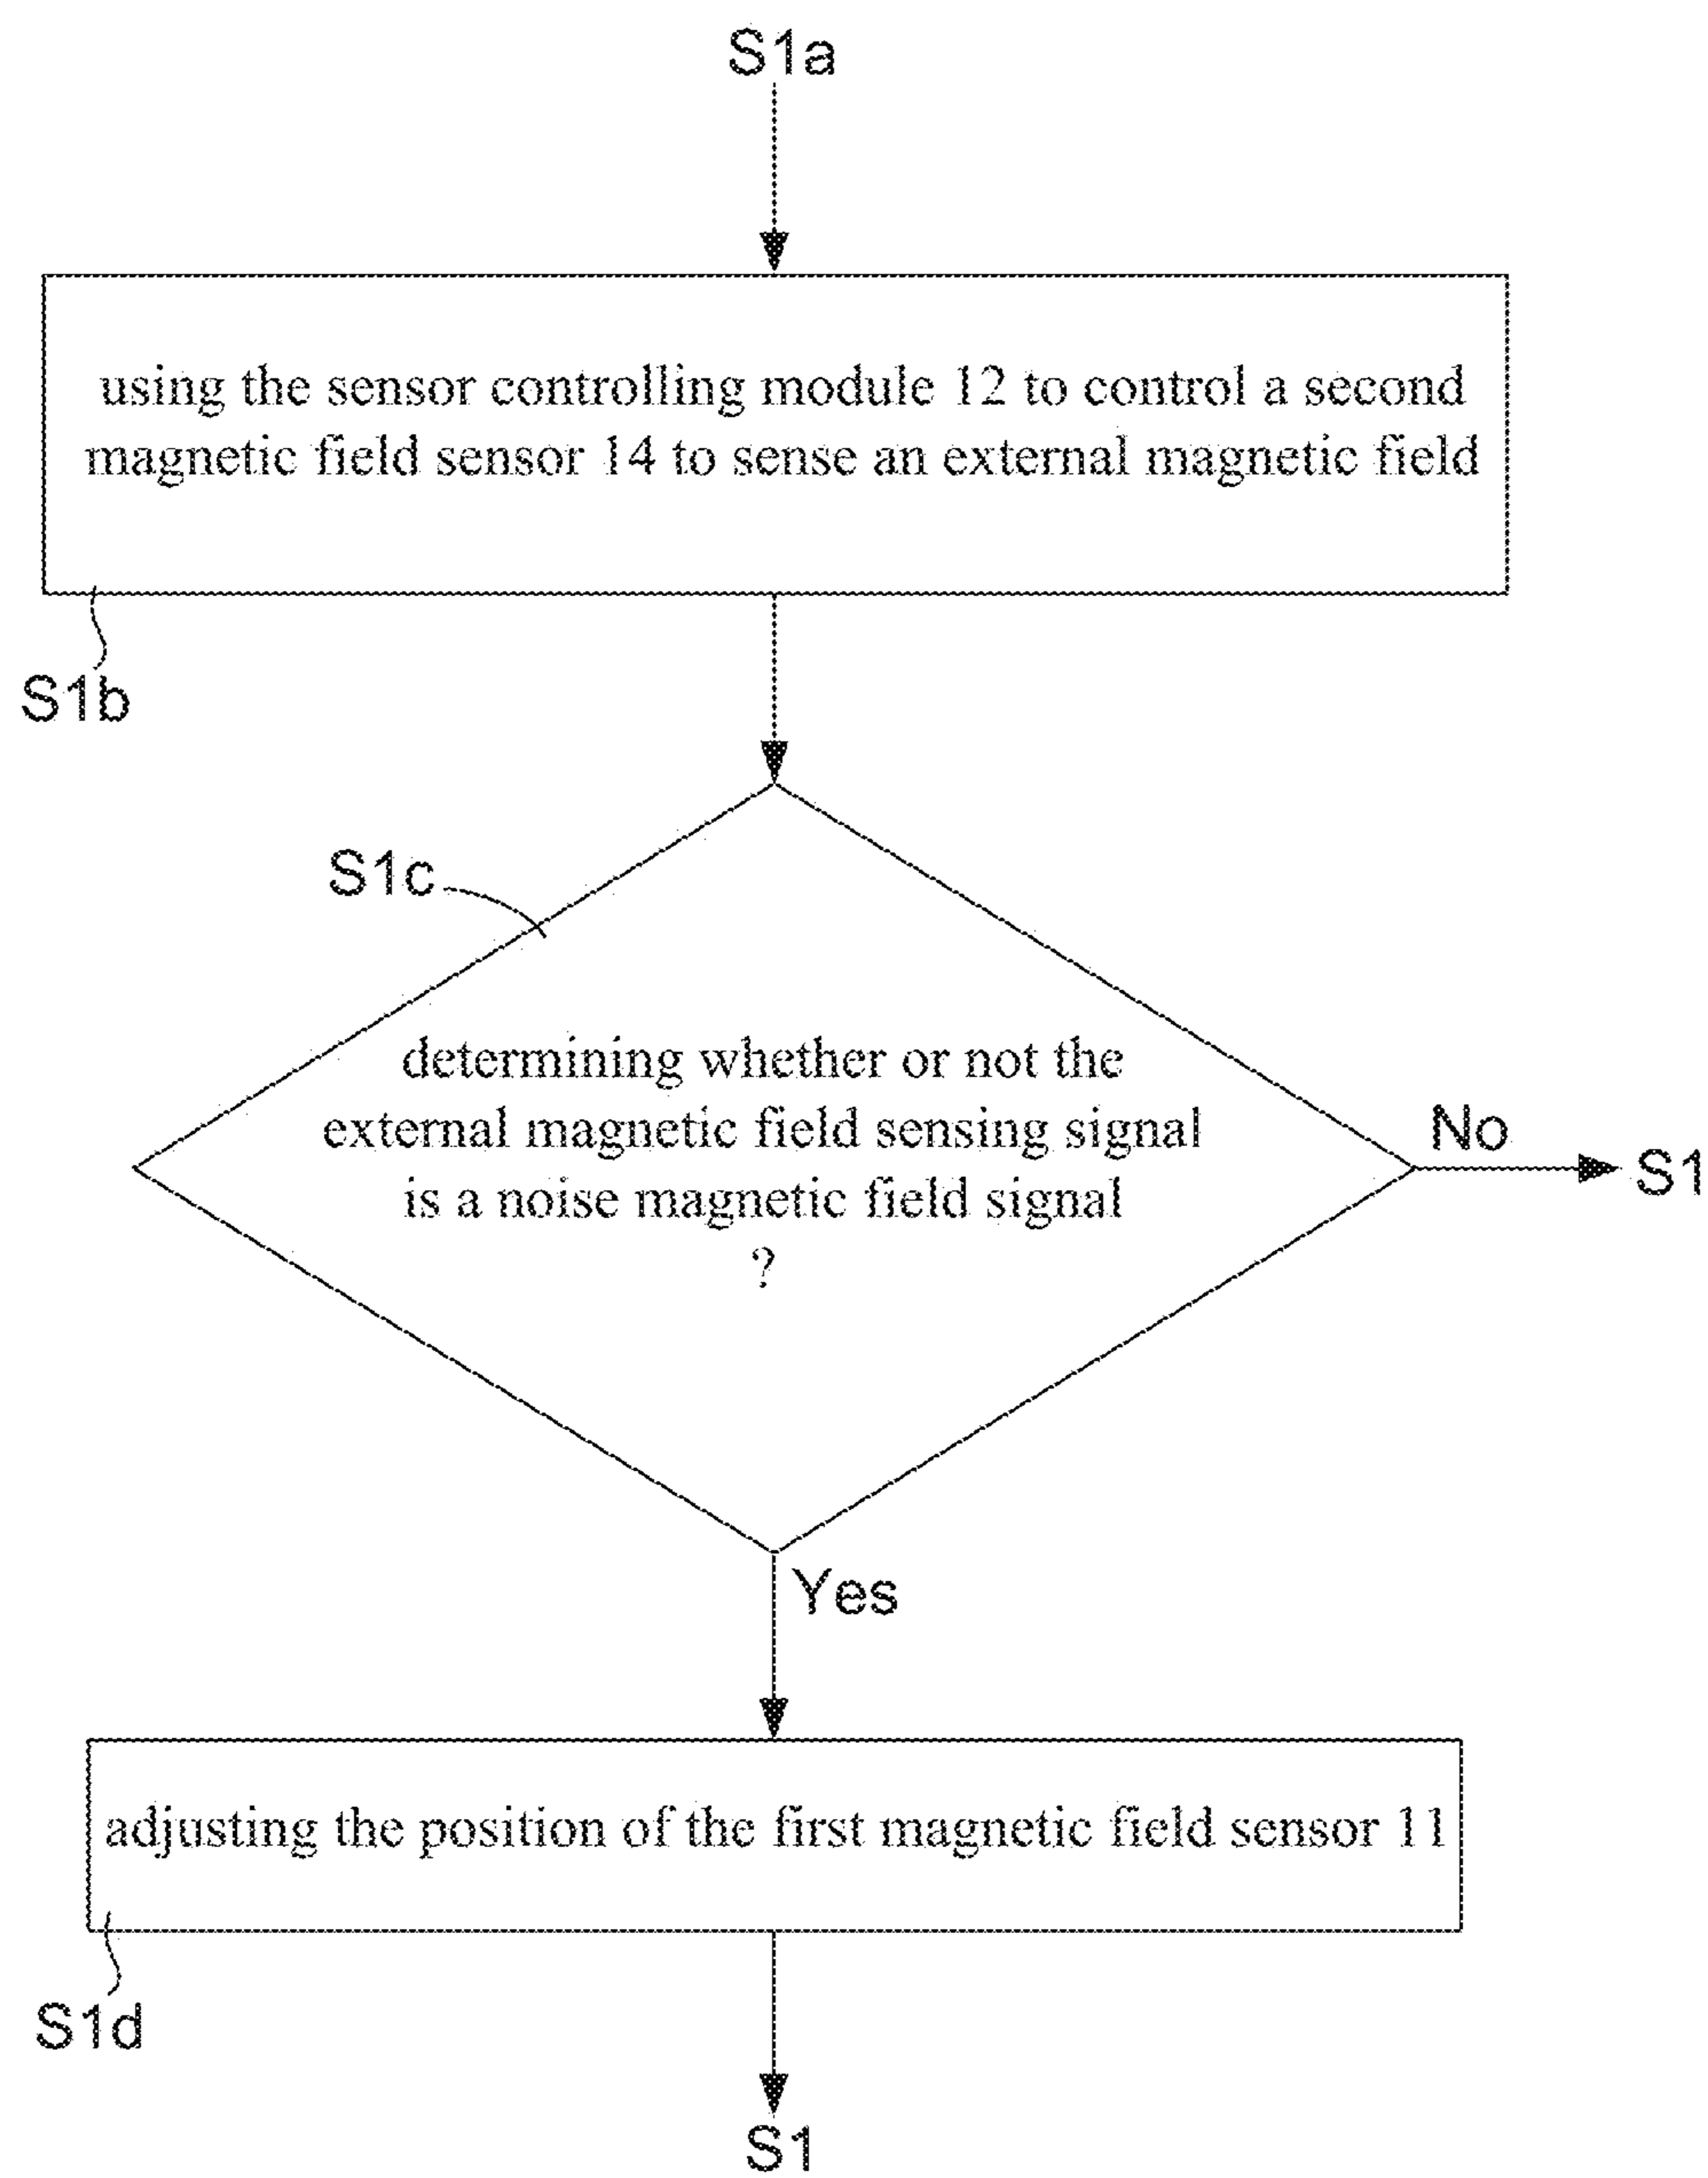 S1a
using the sensor controlling module 12 to control a second
magnetic field sensor 14 to sense an external magnetic field
S1b
S1c
determining whether or not the
external magnetic field sensing signal
is a noise magnetic field signal
?
No
S1
Yes
adjusting the position of the first magnetic field sensor 11
S1d
S1